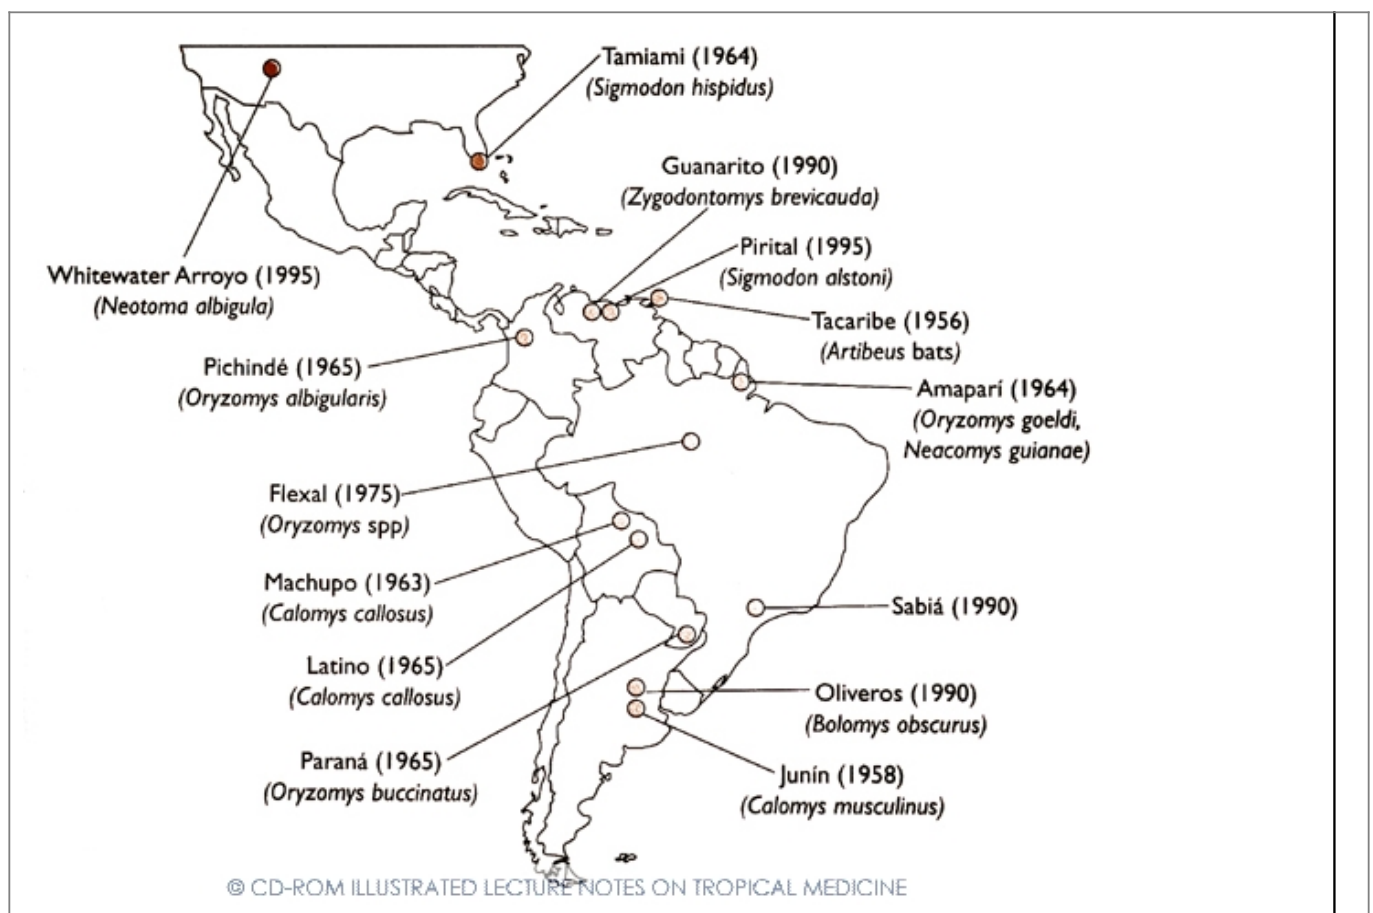 Tamiami (1964)
(Sigmodon hispidus)
Guanarito (1990)
(Zygodontomys brevicauda)
Pirital (1995)
(Sigmodon alstoni)
Whitewater Arroyo (1995)
(Neotoma albigula)
Tacaribe (1956)
(Artibeus bats)
Pichindé (1965)
(Oryzomys albigularis)
Amaparí (1964)
(Oryzomys goeldi,
Neacomys guianae)
Flexal (1975)
(Oryzomys spp)
Machupo (1963)
(Calomys callosus)
Sabiá (1990)
Latino (1965)
(Calomys callosus)
Oliveros (1990)
(Bolomys obscurus)
Paraná (1965)
(Oryzomys buccinatus)
Junín (1958)
(Calomys musculinus)
© CD-ROM ILLUSTRATED LECTURE NOTES ON TROPICAL MEDICINE